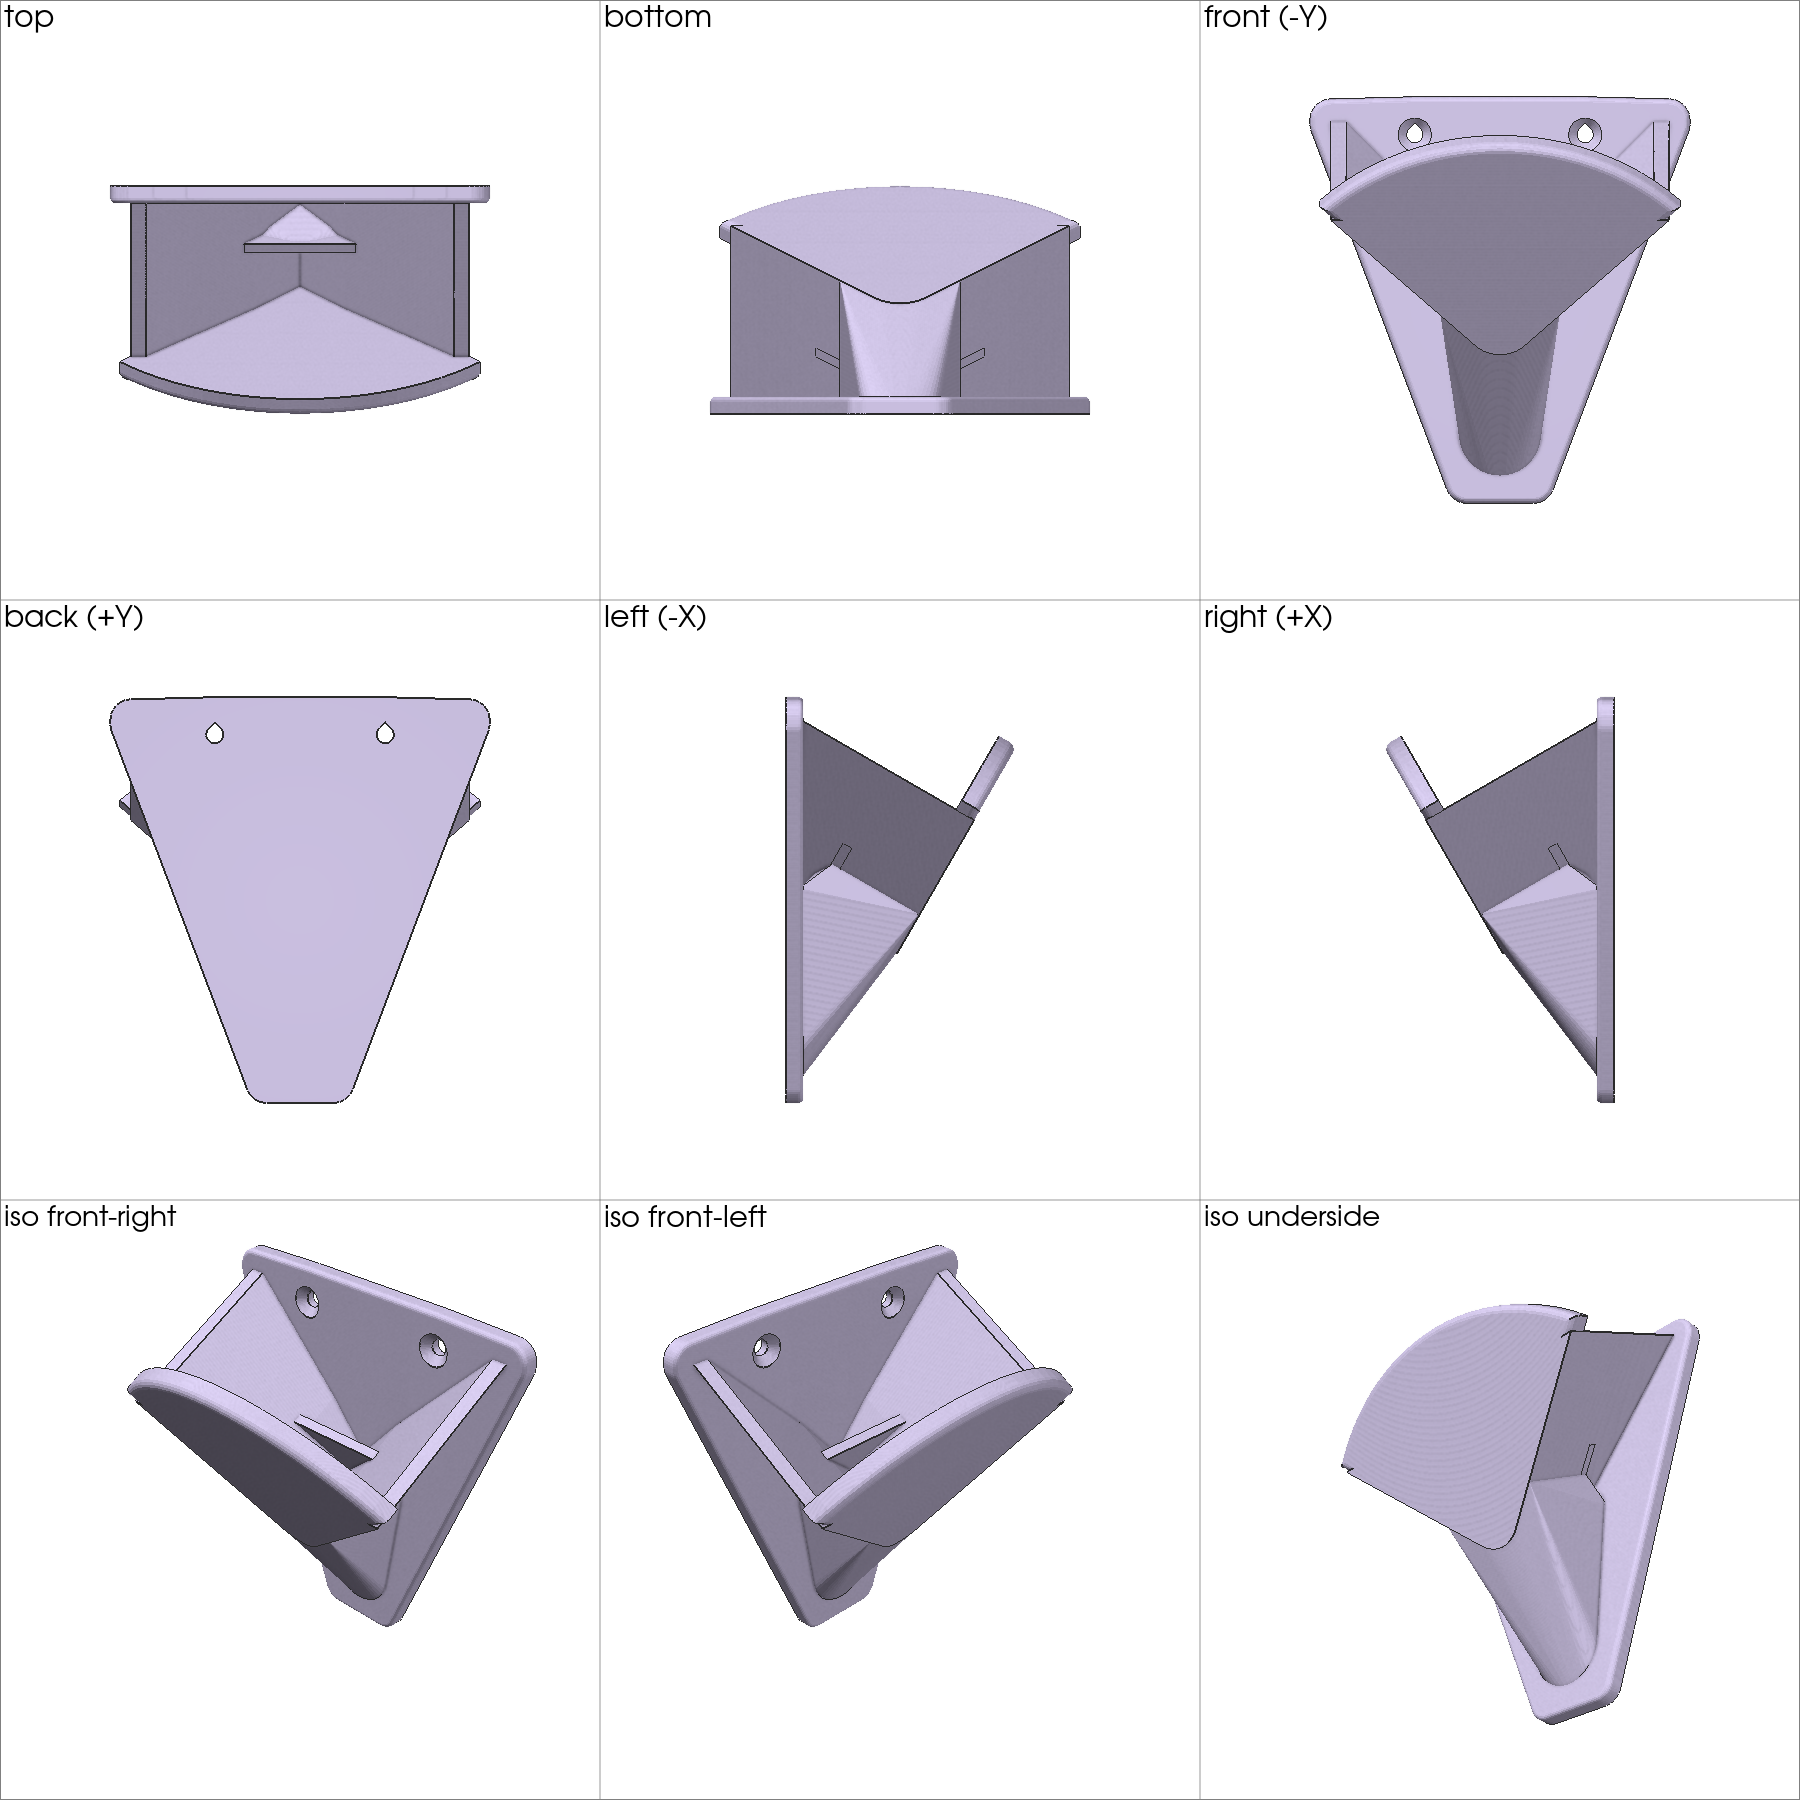 top
bottom
front (-Y)
back (+Y)
left (-X)
right (+X)
iso front-right
iso front-left
iso underside